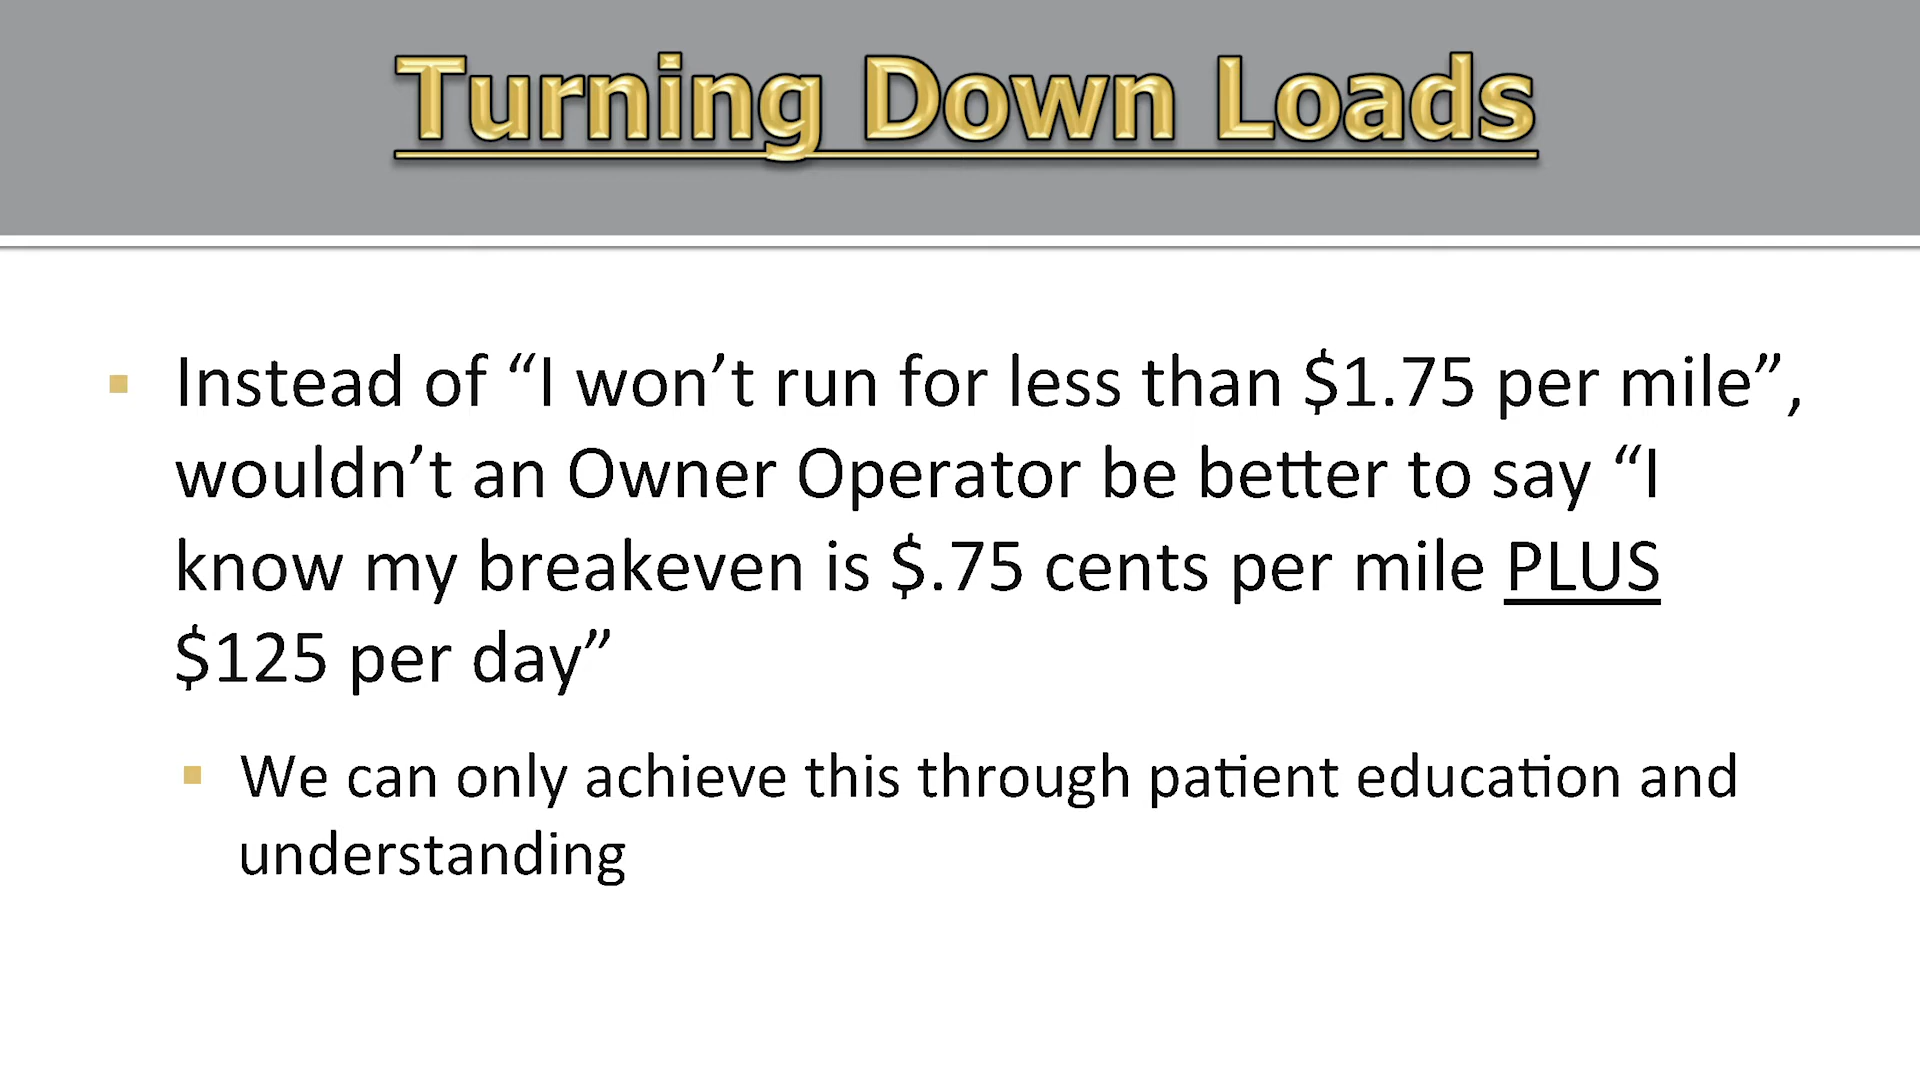 Turning Down Loads
Instead of “I won’t run for less than $1.75 per mile”,
wouldn’t an Owner Operator be better to say “I
know my breakeven is $.75 cents per mile PLUS
$125 per day”
We can only achieve this through patient education and
understanding